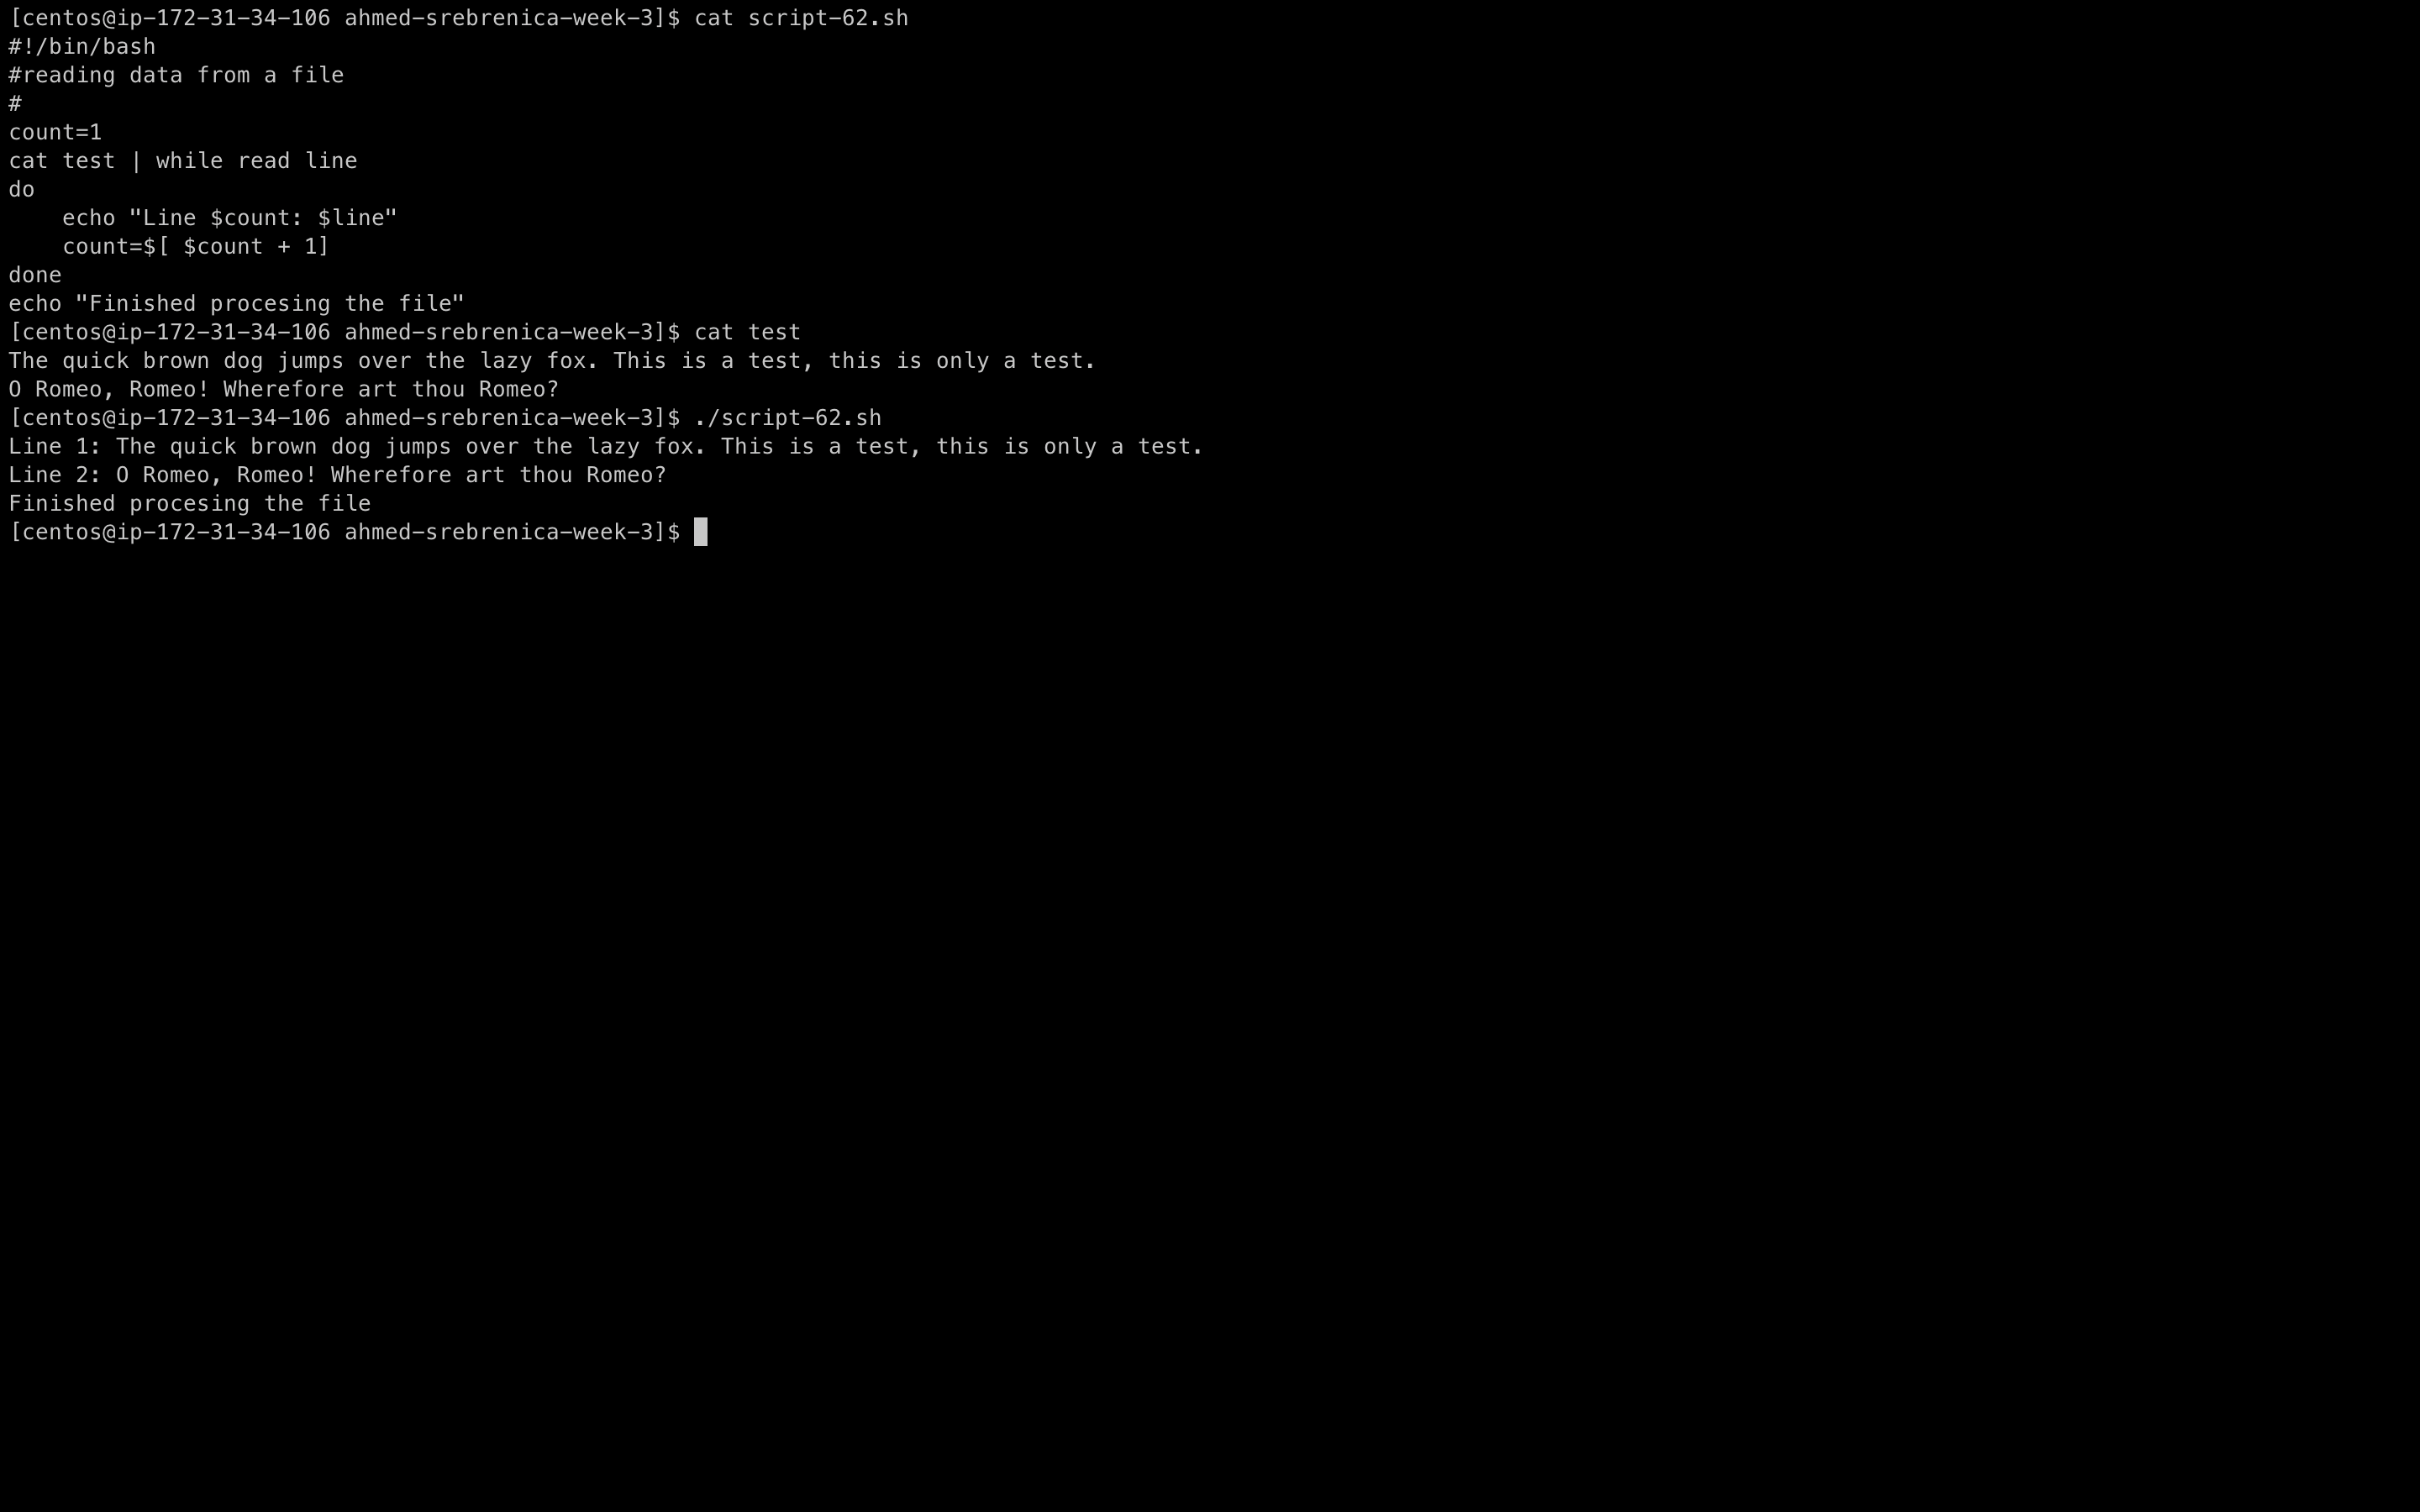 [centos@ip-172-31-34-106 ahmed-srebrenica-week-3]$ cat script-62.sh
#!/bin/bash
#reading data from a file
#
count=1
cat test | while read line
do
    echo "Line $count: $line"
    count=$[ $count + 1]
done
echo "Finished procesing the file"
[centos@ip-172-31-34-106 ahmed-srebrenica-week-3]$ cat test
The quick brown dog jumps over the lazy fox. This is a test, this is only a test.
O Romeo, Romeo! Wherefore art thou Romeo?
[centos@ip-172-31-34-106 ahmed-srebrenica-week-3]$ ./script-62.sh
Line 1: The quick brown dog jumps over the lazy fox. This is a test, this is only a test.
Line 2: O Romeo, Romeo! Wherefore art thou Romeo?
Finished procesing the file
[centos@ip-172-31-34-106 ahmed-srebrenica-week-3]$